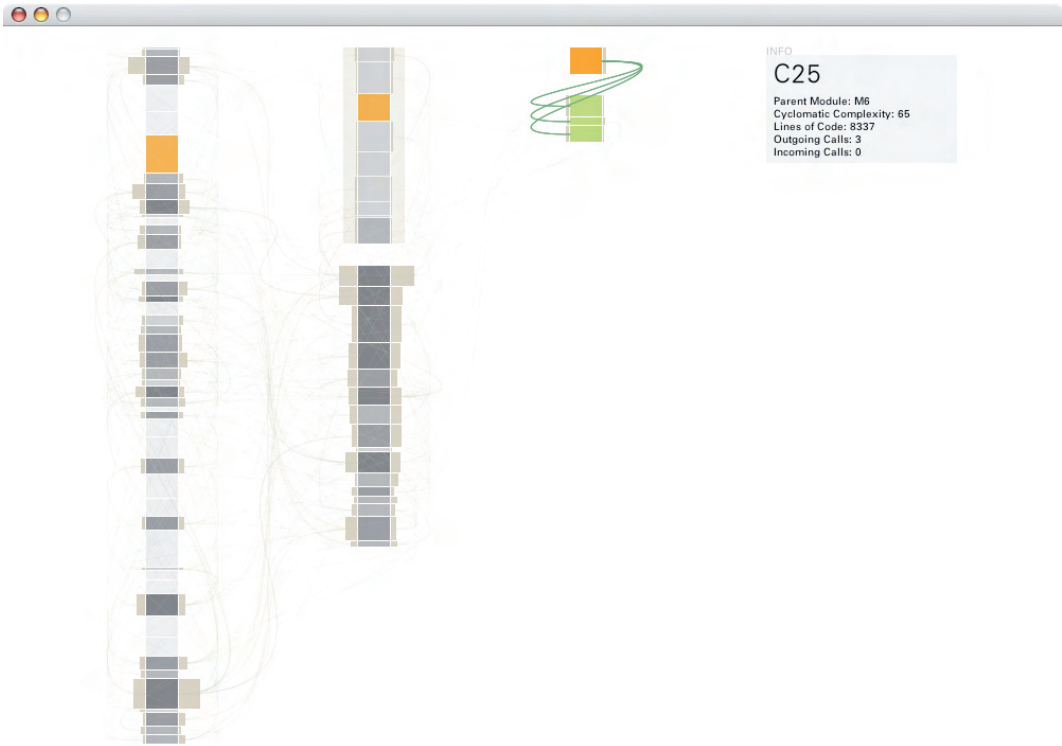 INFO
C25
Parent Module: M6
Cyclomatic Complexity: 65
Lines of Code: 8337
Outgoing Calls: 3
Incoming Calls: 0